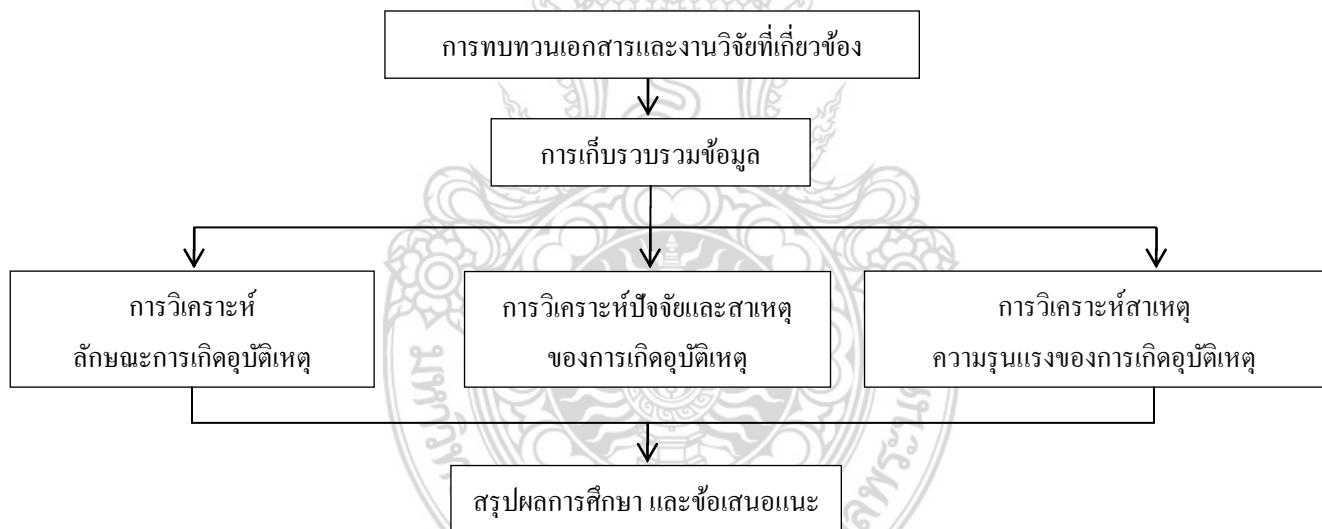 การทบทวนเอกสารและงานวิจัยที่เกี่ยวข้อง
การเก็บรวบรวมข้อมูล
การวิเคราะห์
ลักษณะการเกิดอุบัติเหตุ
การวิเคราะห์ปัจจัยและสาเหตุ
ของการเกิดอุบัติเหตุ
การวิเคราะห์สาเหตุ
ความรุนแรงของการเกิดอุบัติเหตุ
สรุปผลการศึกษา และข้อเสนอแนะ